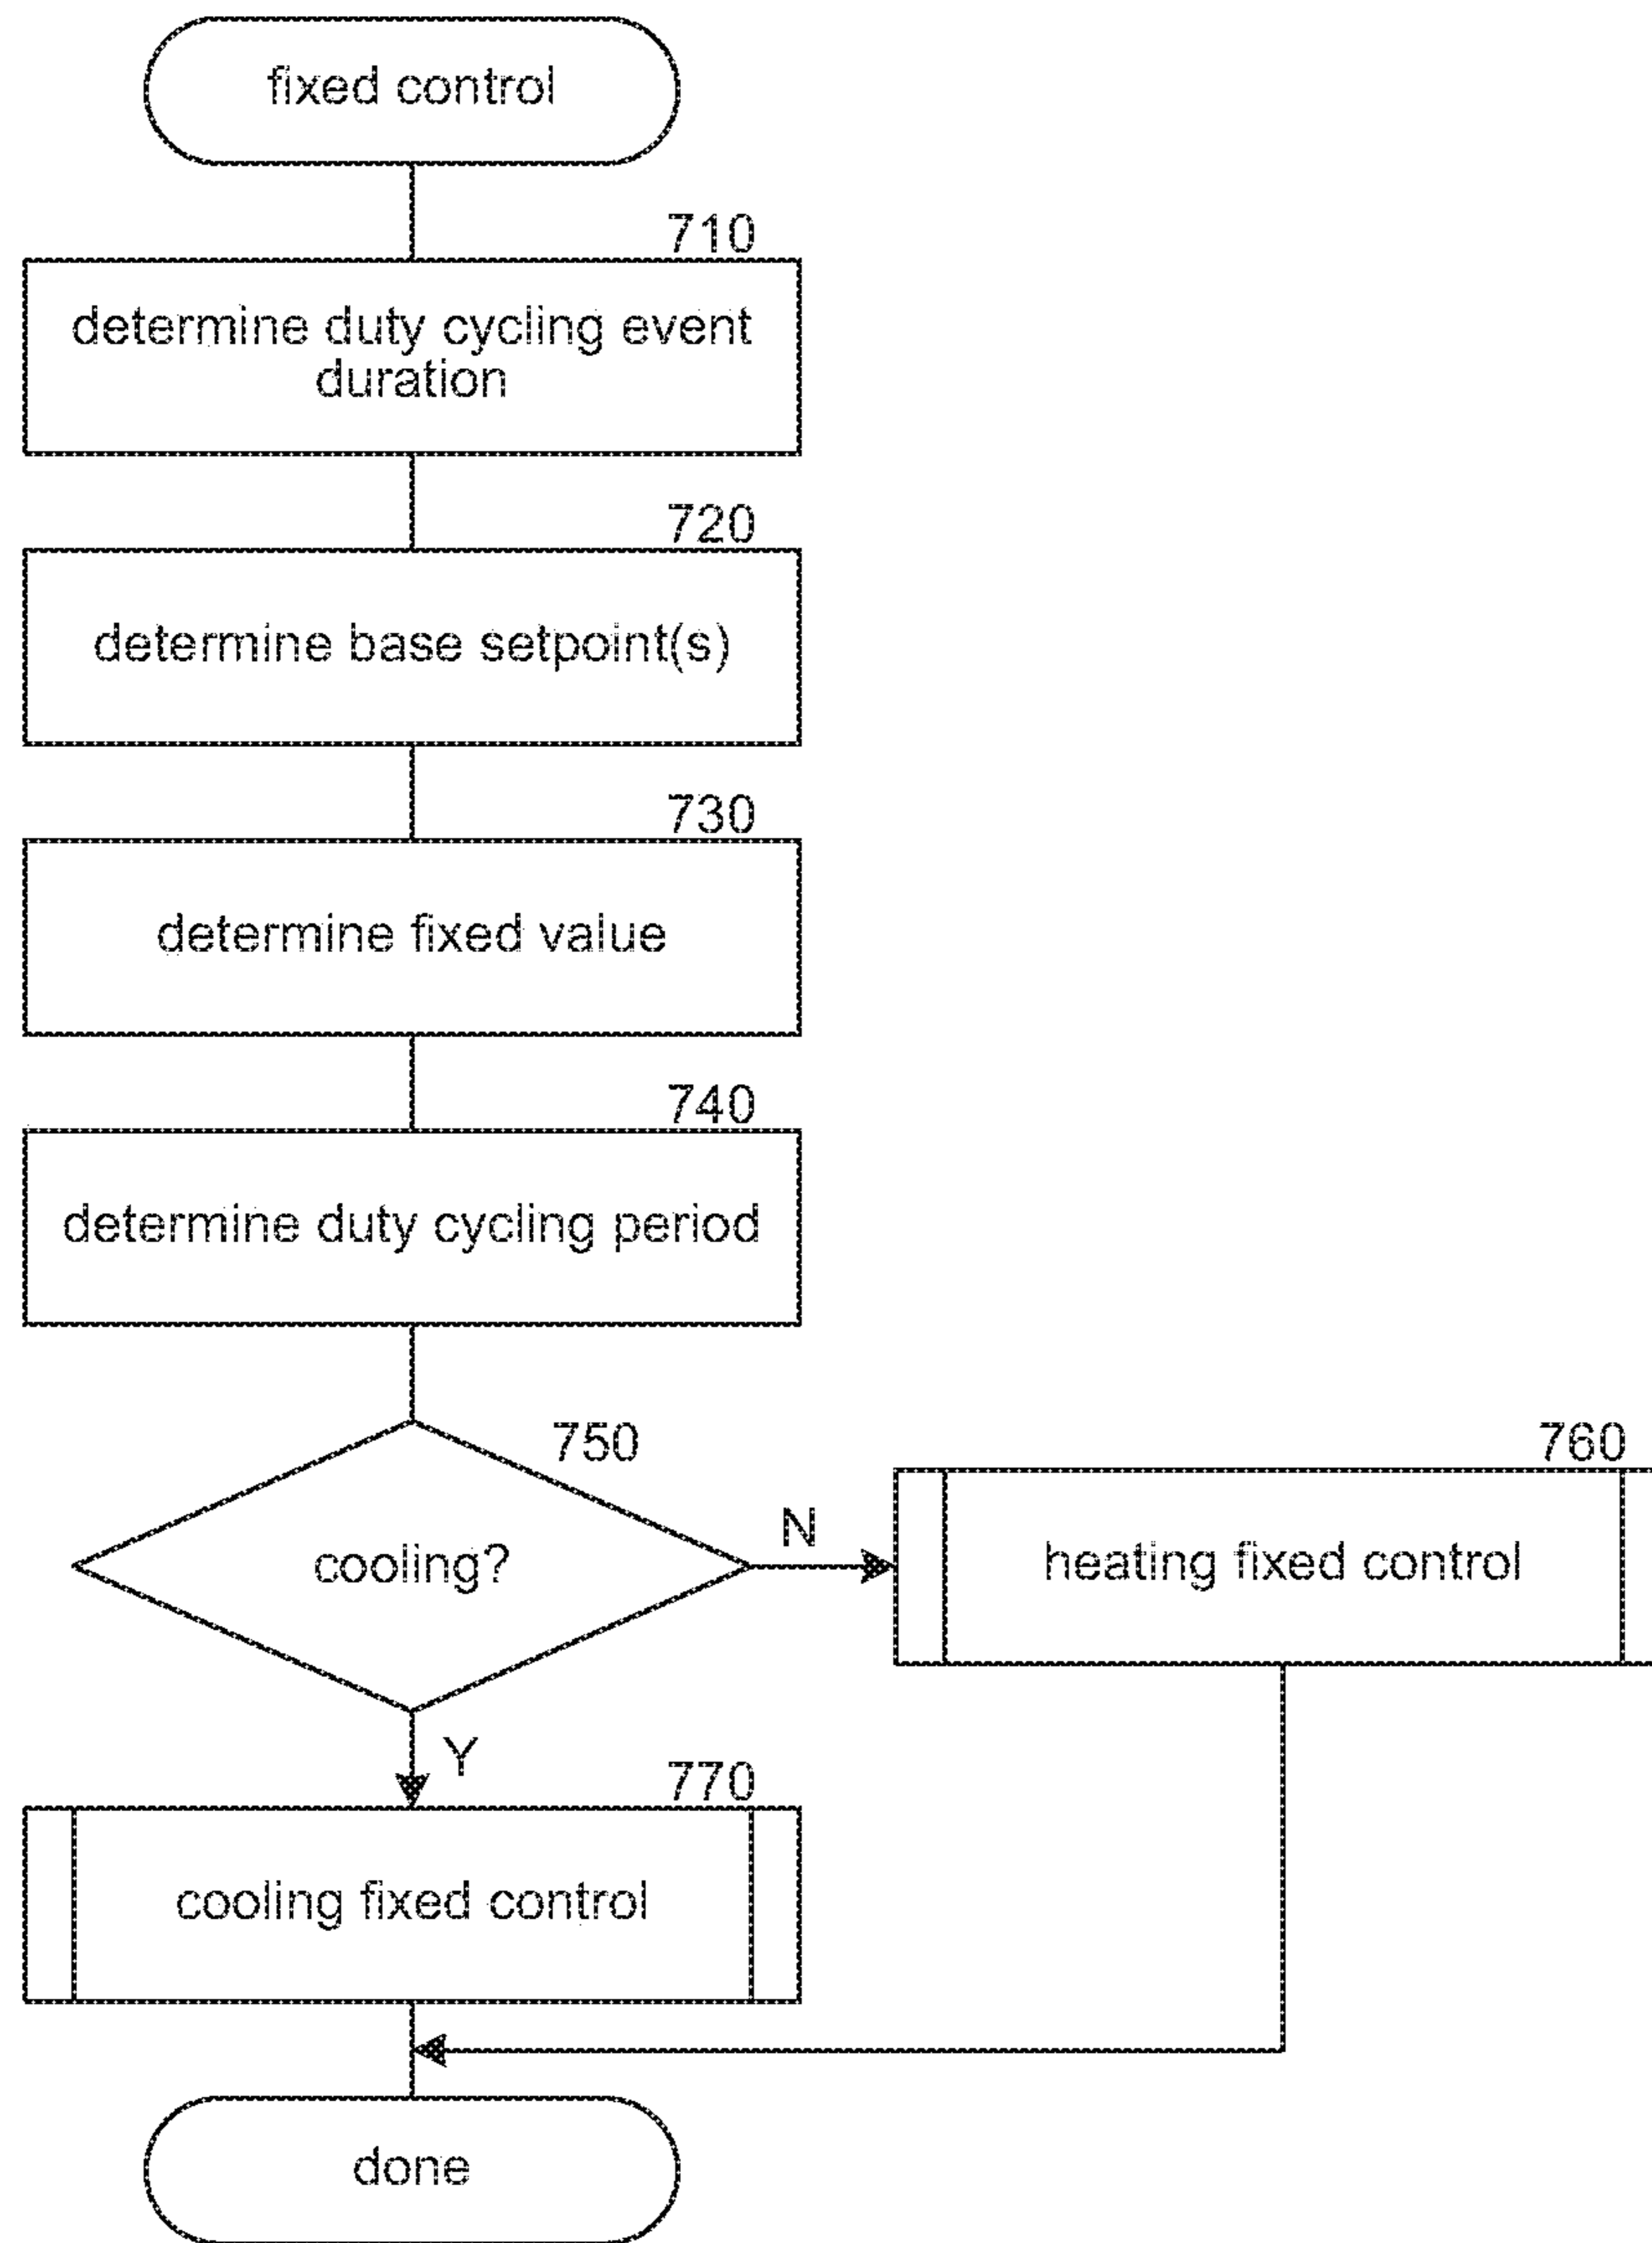 fixed control
710
determine duty cycling event
duration
720
determine base setpoint(s)
730
determine fixed value
740
determine duty cycling period
750
cooling?
N
760
heating fixed control
Y
770
cooling fixed control
done